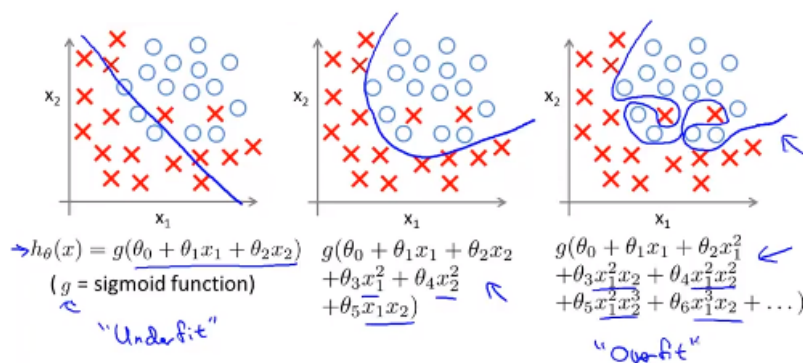 x₂
x₁
x₂
x₁
x₂
x₁
h_θ(x) = g(θ₀ + θ₁x₁ + θ₂x₂)
( g = sigmoid function)
"Underfit"
g(θ₀ + θ₁x₁ + θ₂x₂
+θ₃x₁² + θ₄x₂²
+θ₅x₁x₂)
g(θ₀ + θ₁x₁ + θ₂x₁²
+θ₃x₁²x₂ + θ₄x₁²x₂²
+θ₅x₁²x₂³ + θ₆x₁³x₂ + . . . )
"Overfit"